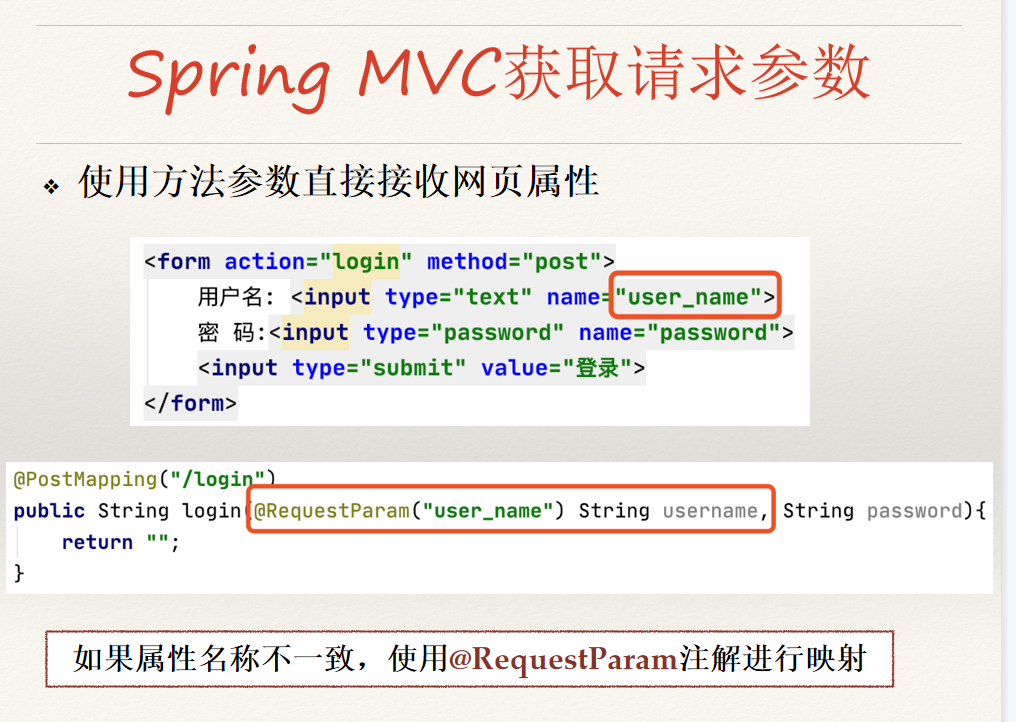 Spring MVC获取请求参数
❖ 使用方法参数直接接收网页属性
<form action="login" method="post">
用户名: <input type="text" name="user_name">
密 码:<input type="password" name="password">
<input type="submit" value="登录">
</form>
@PostMapping("/login")
public String login(@RequestParam("user_name") String username, String password){
return "";
}
如果属性名称不一致，使用@RequestParam注解进行映射